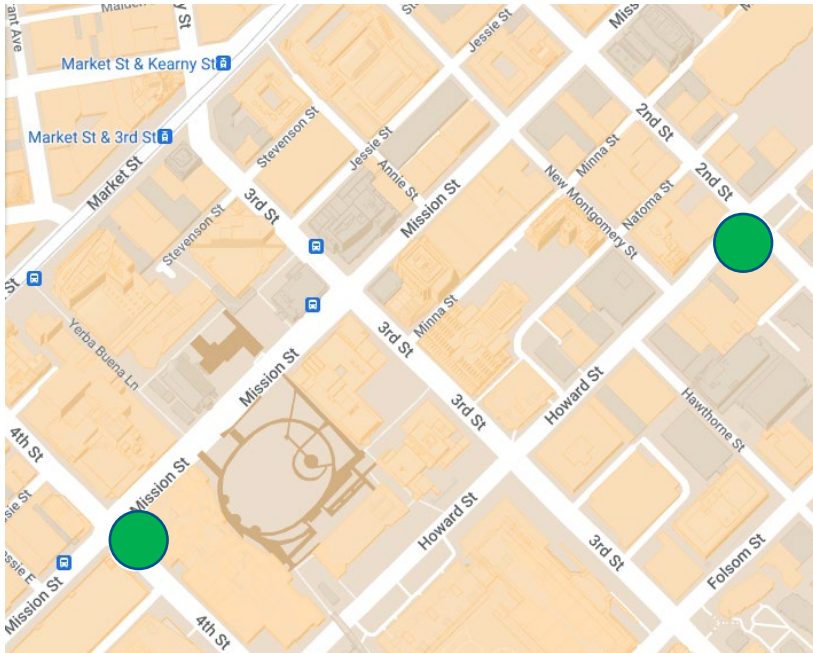 Market St & Kearny St
Jessie St
Market St & 3rd St
Stevenson St
2nd St
Market St
Jessie St
Annie St
Minna St
2nd St
3rd St
Mission St
New Montgomery St
Natoma St
Stevenson St
Yerba Buena Ln
Minna St
3rd St
Mission St
Howard St
3rd St
Hawthorne St
4th St
Mission St
Howard St
3rd St
Folsom St
Mission St
4th St